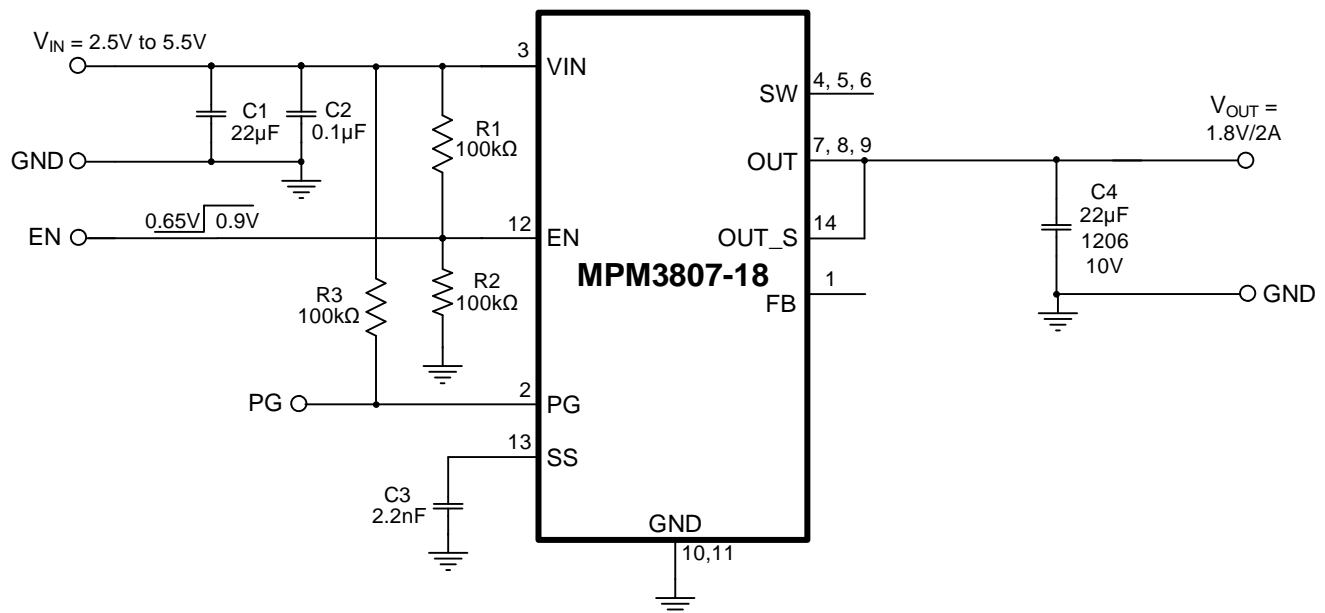 V_IN = 2.5V to 5.5V
3
VIN
C1
22µF
C2
0.1µF
R1
100kΩ
GND
0.65V
0.9V
EN
12
EN
R3
100kΩ
R2
100kΩ
PG
2
PG
13
SS
C3
2.2nF
MPM3807-18
SW
4, 5, 6
OUT
7, 8, 9
OUT_S
14
FB
1
GND
10,11
V_OUT =
1.8V/2A
C4
22µF
1206
10V
GND